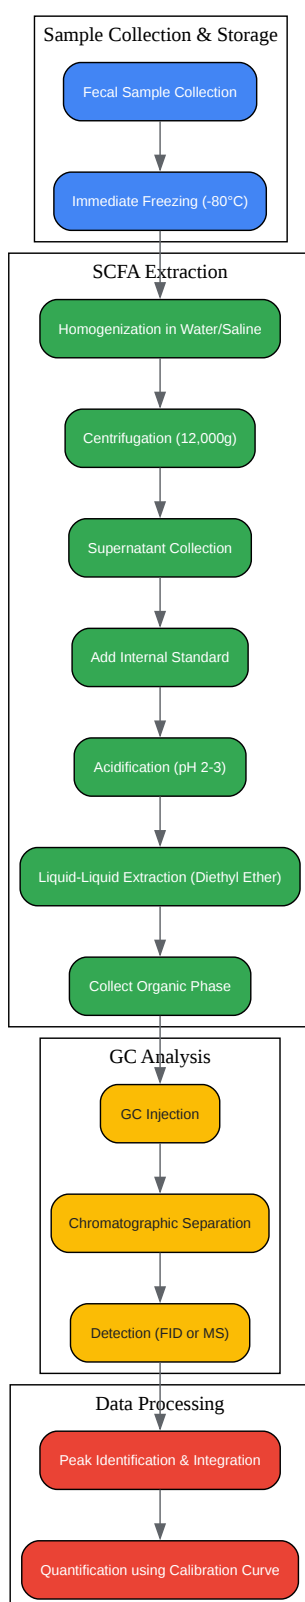 Sample Collection & Storage
Fecal Sample Collection
Immediate Freezing (-80°C)
SCFA Extraction
Homogenization in Water/Saline
Centrifugation (12,000g)
Supernatant Collection
Add Internal Standard
Acidification (pH 2-3)
Liquid-Liquid Extraction (Diethyl Ether)
Collect Organic Phase
GC Analysis
GC Injection
Chromatographic Separation
Detection (FID or MS)
Data Processing
Peak Identification & Integration
Quantification using Calibration Curve